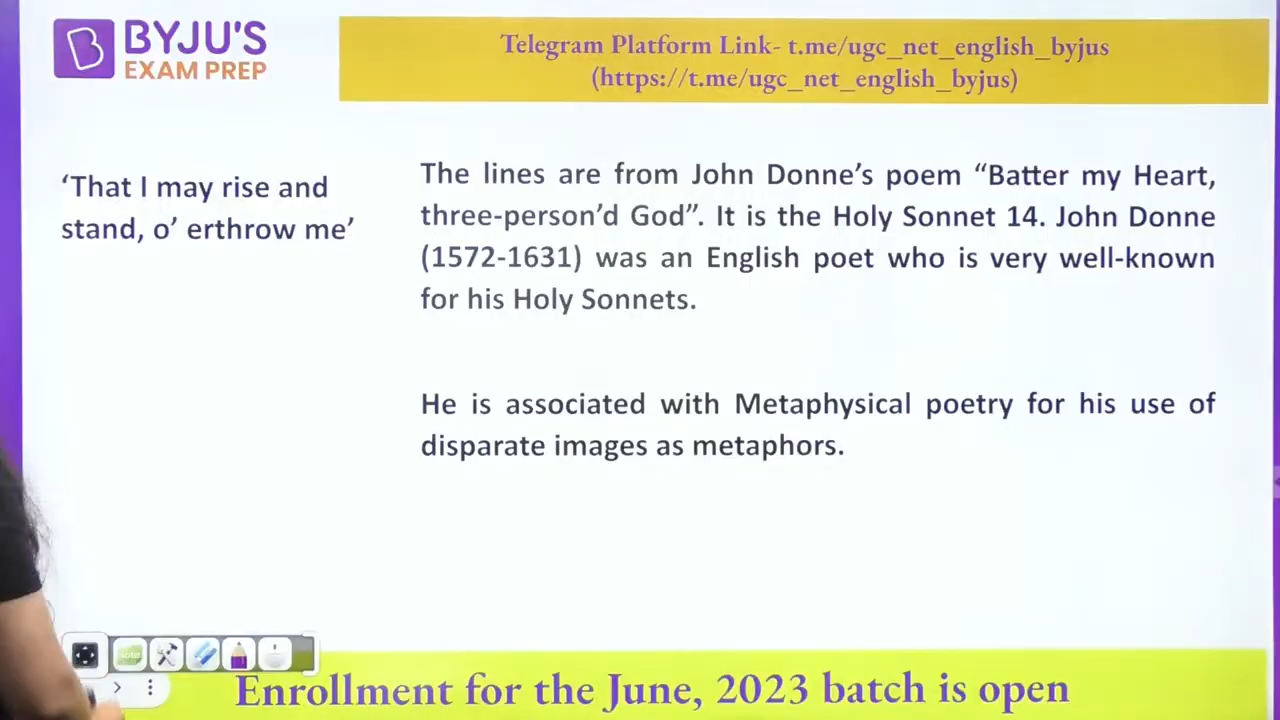 BYJU'S
EXAM PREP
Telegram Platform Link- t.me/ugc_net_english_byjus
(https://t.me/ugc_net_english_byjus)
‘That I may rise and
stand, o’ erthrow me’
The lines are from John Donne’s poem “Batter my Heart,
three-person’d God”. It is the Holy Sonnet 14. John Donne
(1572-1631) was an English poet who is very well-known
for his Holy Sonnets.
He is associated with Metaphysical poetry for his use of
disparate images as metaphors.
Enrollment for the June, 2023 batch is open